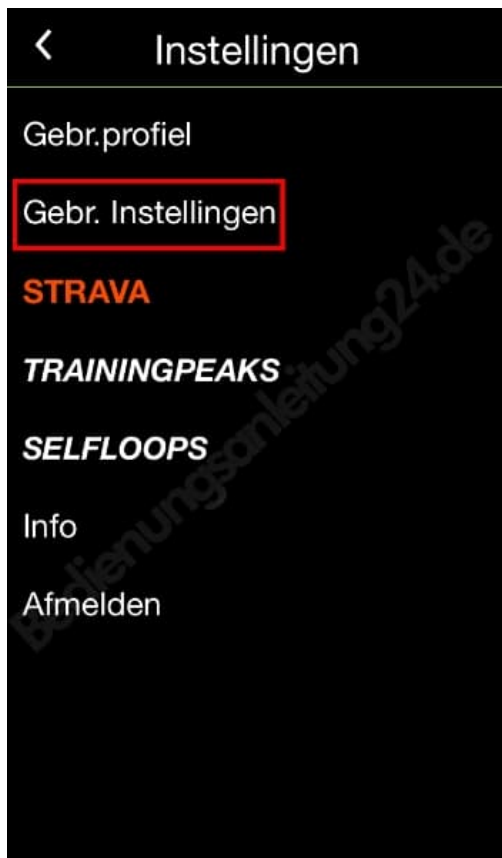 Instellingen
Gebr.profiel
Gebr. Instellingen
STRAVA
TRAININGPEAKS
SELFLOOPS
Info
Afmelden
Bedienungsanleitung24.de